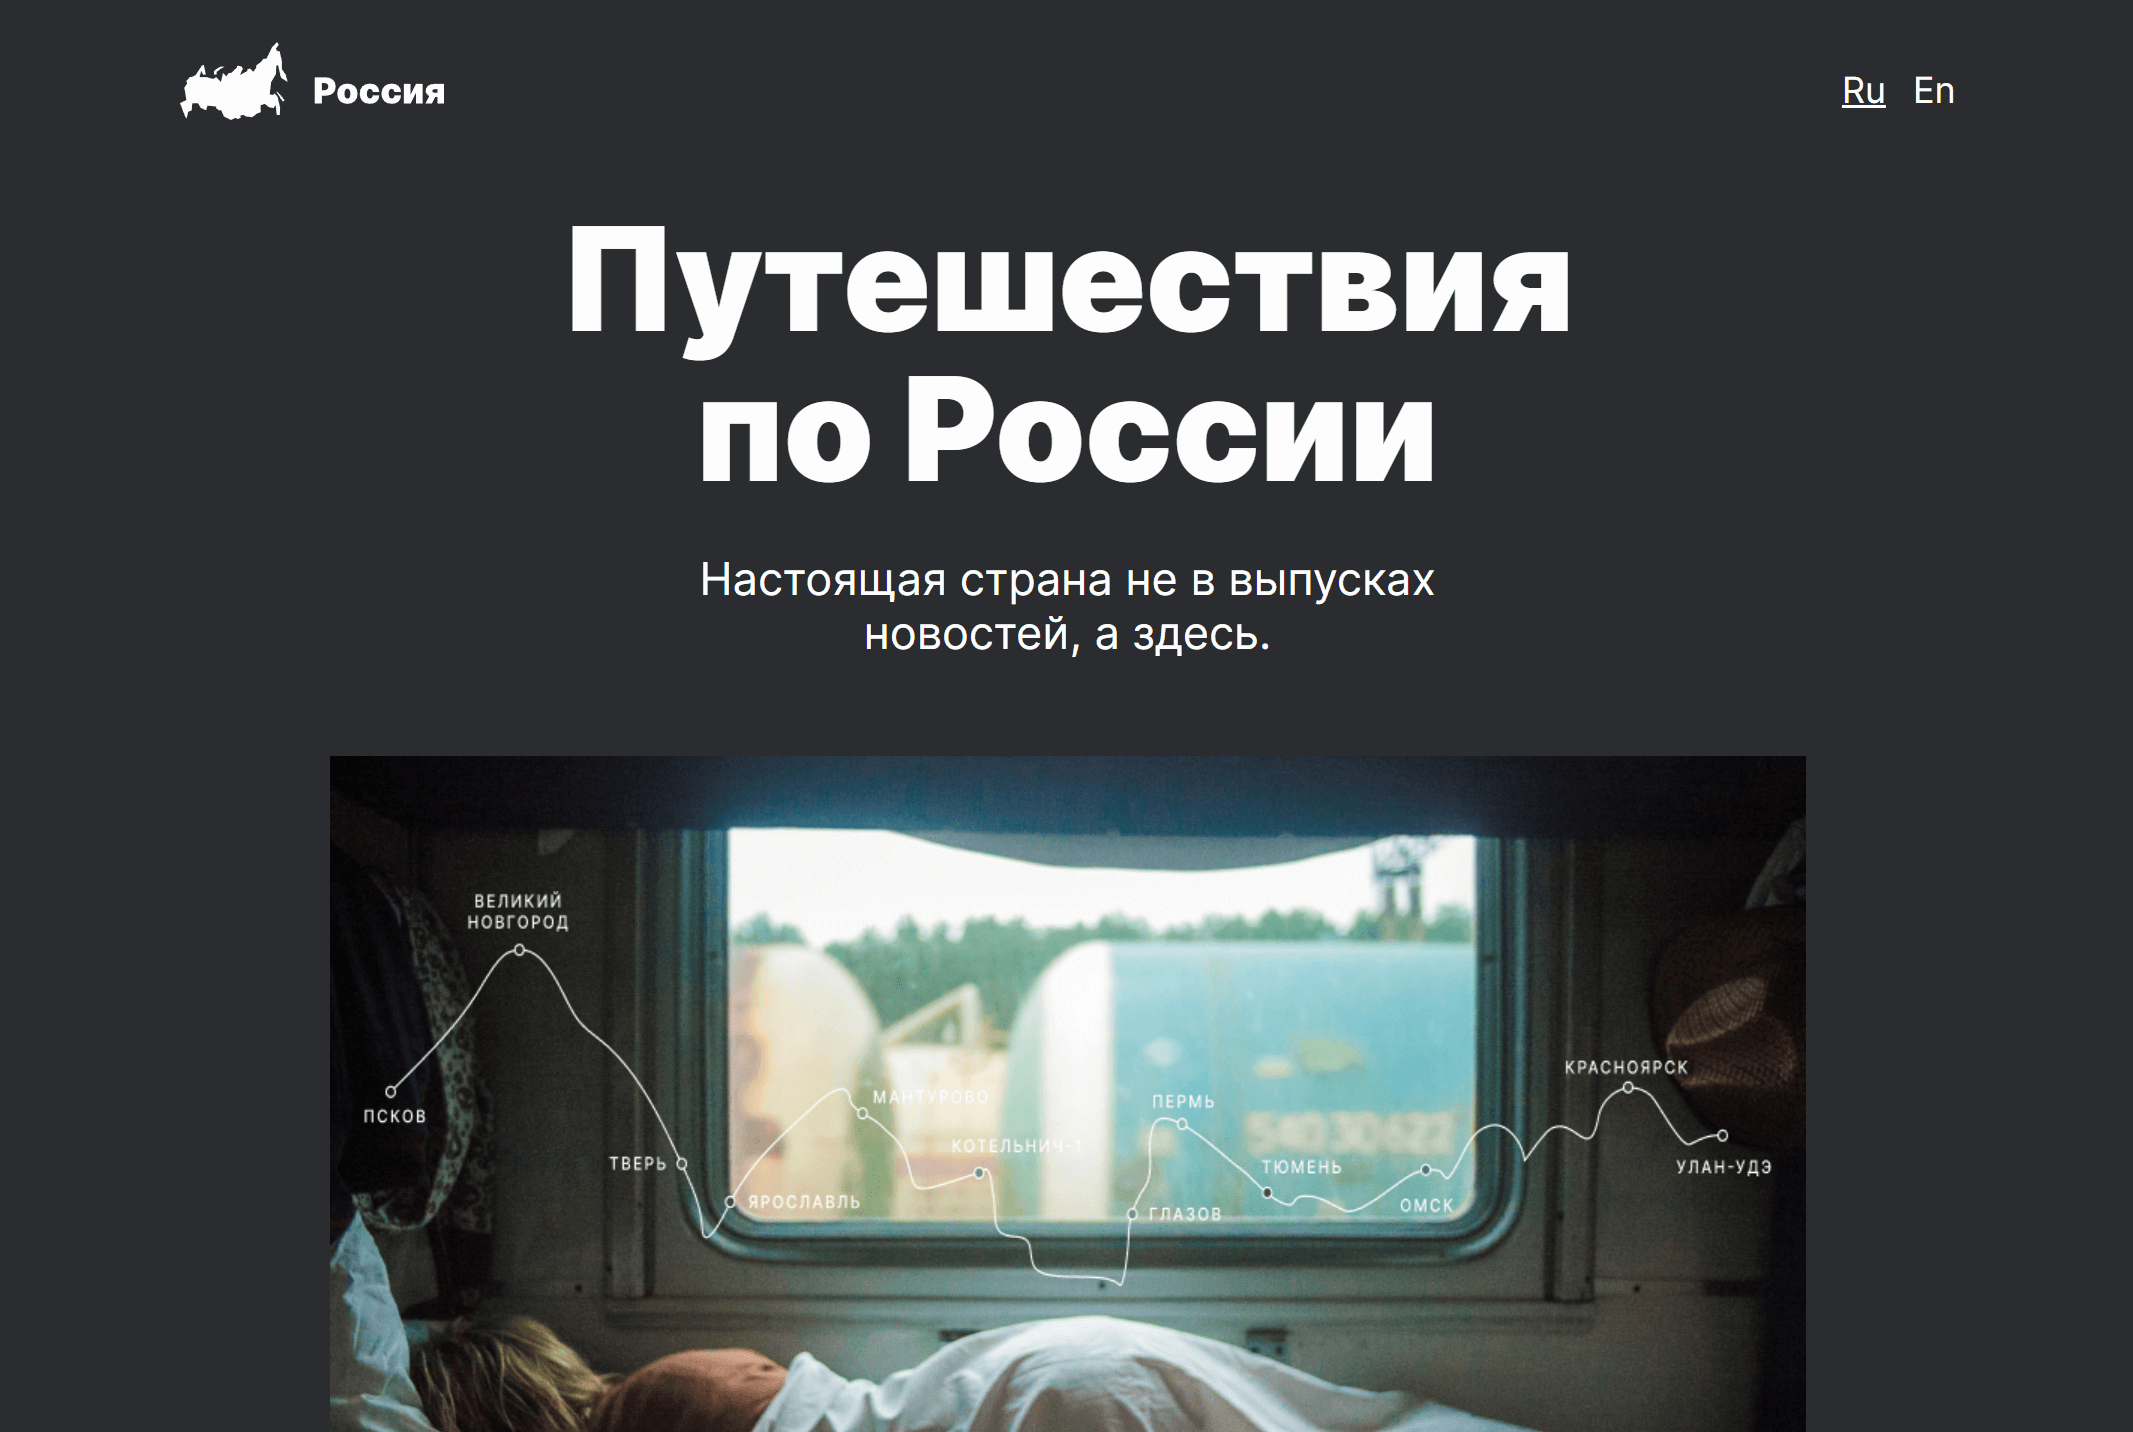 Россия
Ru En
Путешествия
по России
Настоящая страна не в выпусках
новостей, а здесь.
ВЕЛИКИЙ
НОВГОРОД
ПСКОВ
ТВЕРЬ
ЯРОСЛАВЛЬ
МАНТУРОВО
КОТЕЛЬНИЧ-1
ГЛАЗОВ
ПЕРМЬ
ТЮМЕНЬ
ОМСК
КРАСНОЯРСК
УЛАН-УДЭ